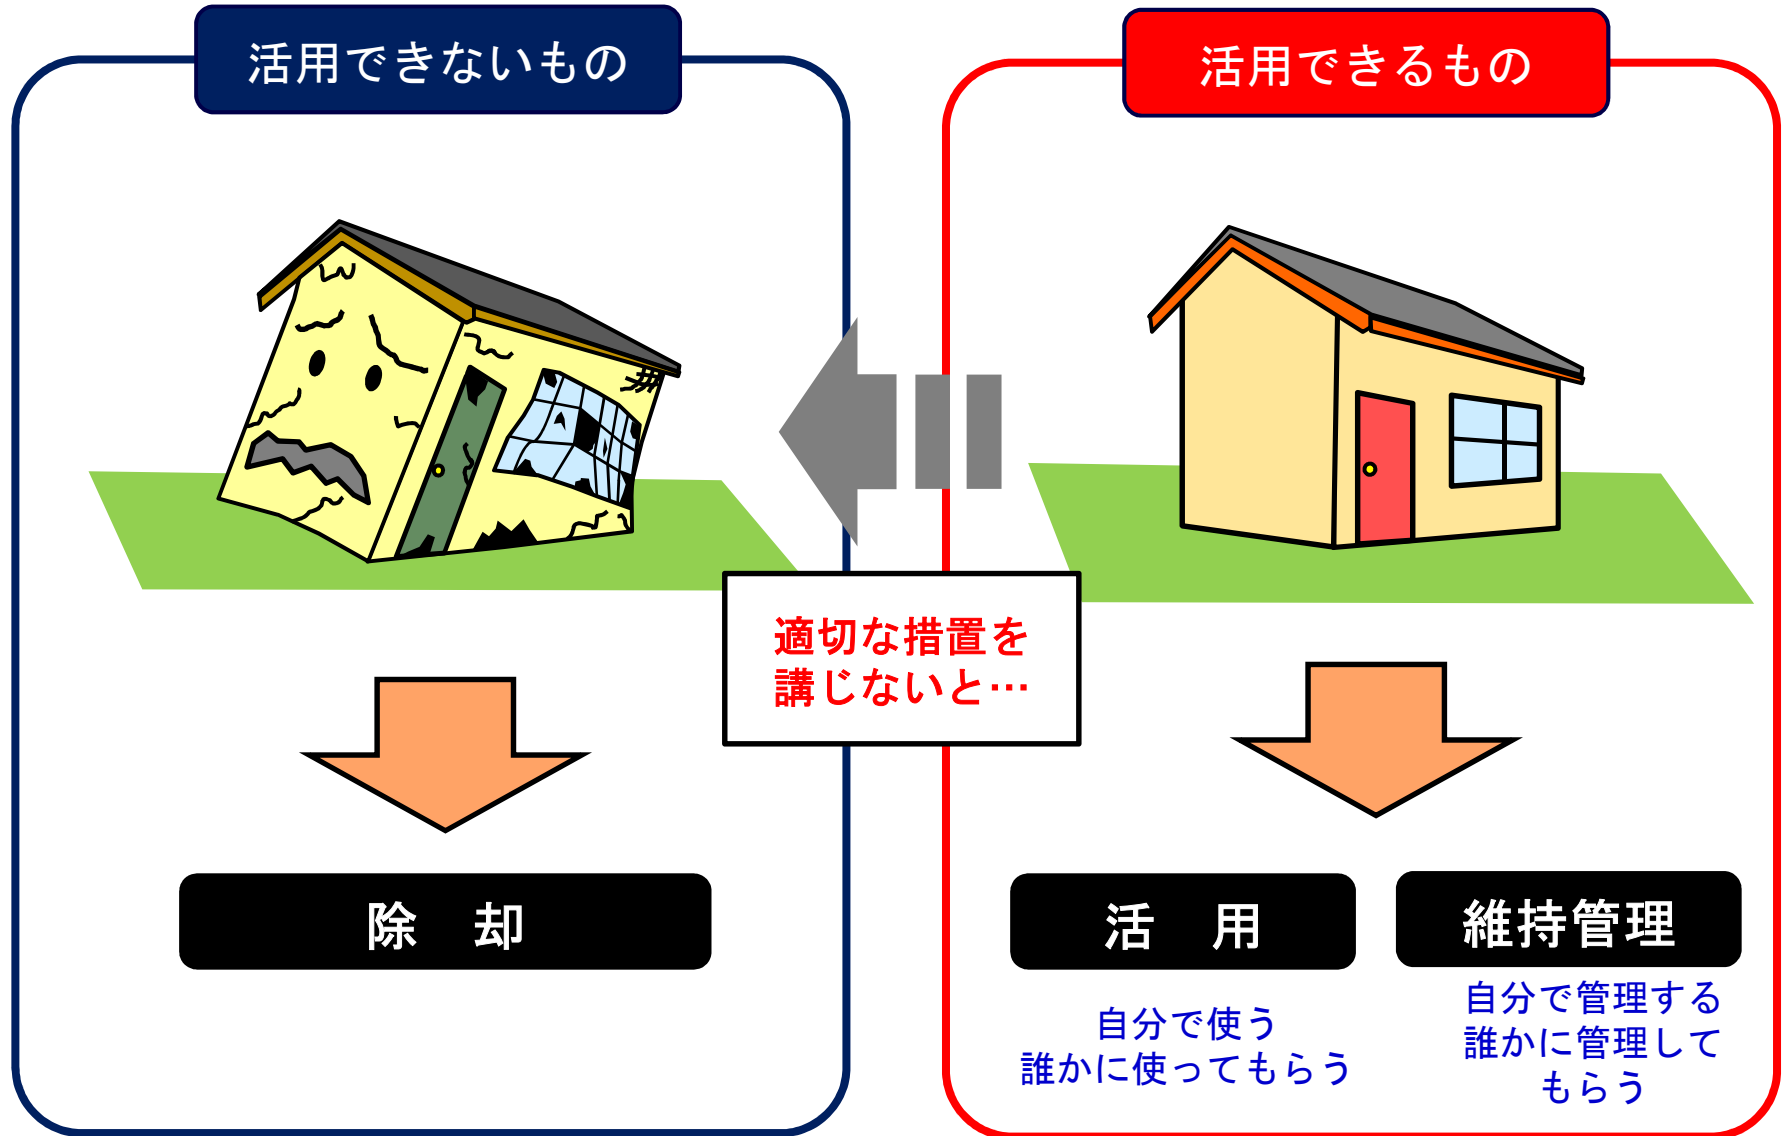 活用できないもの
活用できるもの
適切な措置を
講じないと…
除　却
活　用
維持管理
自分で使う
誰かに使ってもらう
自分で管理する
誰かに管理して
もらう